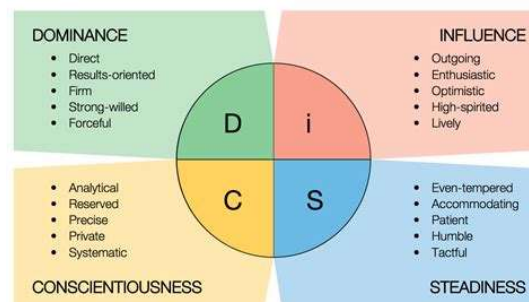 DOMINANCE
• Direct
• Results-oriented
• Firm
• Strong-willed
• Forceful
INFLUENCE
• Outgoing
• Enthusiastic
• Optimistic
• High-spirited
• Lively
D
i
C
S
• Analytical
• Reserved
• Precise
• Private
• Systematic
CONSCIENTIOUSNESS
• Even-tempered
• Accommodating
• Patient
• Humble
• Tactful
STEADINESS